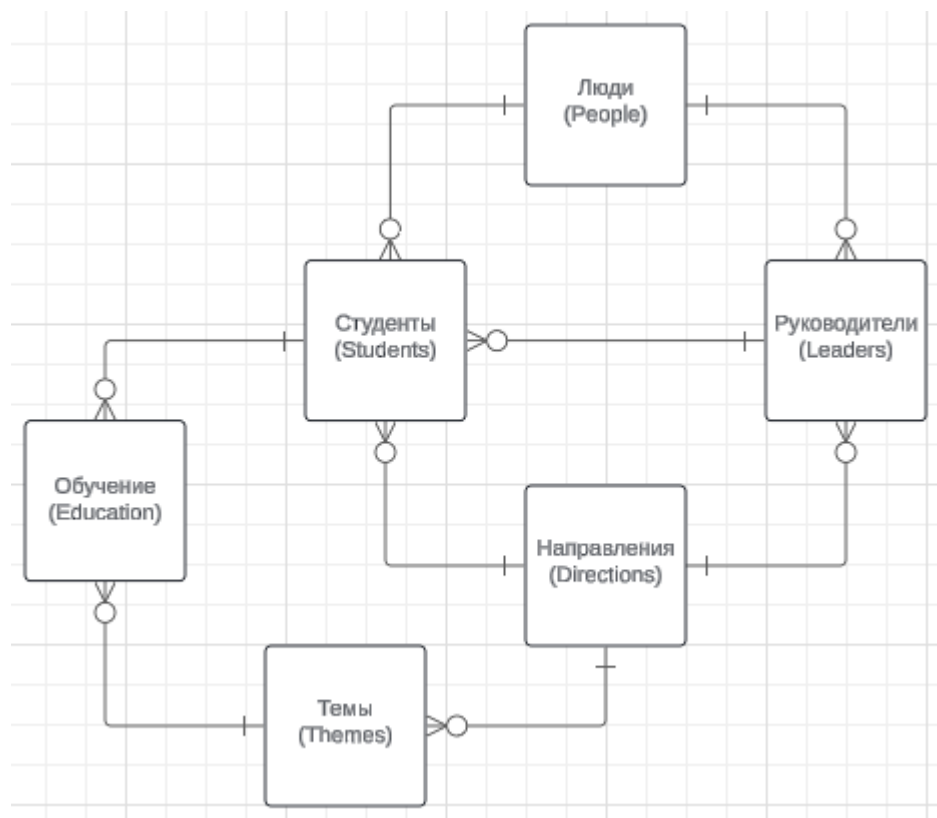 Люди
(People)
Студенты
(Students)
Руководители
(Leaders)
Обучение
(Education)
Направления
(Directions)
Темы
(Themes)